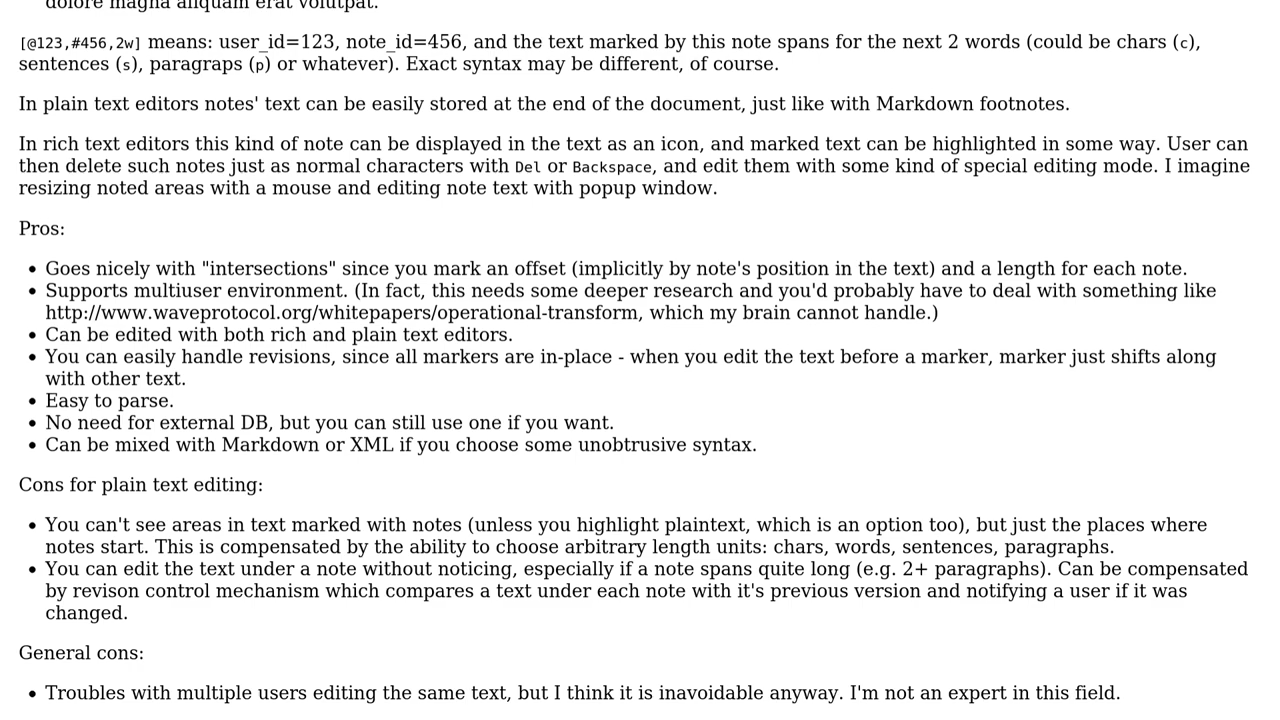 dolore magna aliquam erat volutpat.
[@123,#456,2w] means: user_id=123, note_id=456, and the text marked by this note spans for the next 2 words (could be chars (c),
sentences (s), paragraps (p) or whatever). Exact syntax may be different, of course.
In plain text editors notes' text can be easily stored at the end of the document, just like with Markdown footnotes.
In rich text editors this kind of note can be displayed in the text as an icon, and marked text can be highlighted in some way. User can
then delete such notes just as normal characters with Del or Backspace, and edit them with some kind of special editing mode. I imagine
resizing noted areas with a mouse and editing note text with popup window.
Pros:
• Goes nicely with "intersections" since you mark an offset (implicitly by note's position in the text) and a length for each note.
• Supports multiuser environment. (In fact, this needs some deeper research and you'd probably have to deal with something like
http://www.waveprotocol.org/whitepapers/operational-transform, which my brain cannot handle.)
• Can be edited with both rich and plain text editors.
• You can easily handle revisions, since all markers are in-place - when you edit the text before a marker, marker just shifts along
with other text.
• Easy to parse.
• No need for external DB, but you can still use one if you want.
• Can be mixed with Markdown or XML if you choose some unobtrusive syntax.
Cons for plain text editing:
• You can't see areas in text marked with notes (unless you highlight plaintext, which is an option too), but just the places where
notes start. This is compensated by the ability to choose arbitrary length units: chars, words, sentences, paragraphs.
• You can edit the text under a note without noticing, especially if a note spans quite long (e.g. 2+ paragraphs). Can be compensated
by revison control mechanism which compares a text under each note with it's previous version and notifying a user if it was
changed.
General cons:
• Troubles with multiple users editing the same text, but I think it is inavoidable anyway. I'm not an expert in this field.